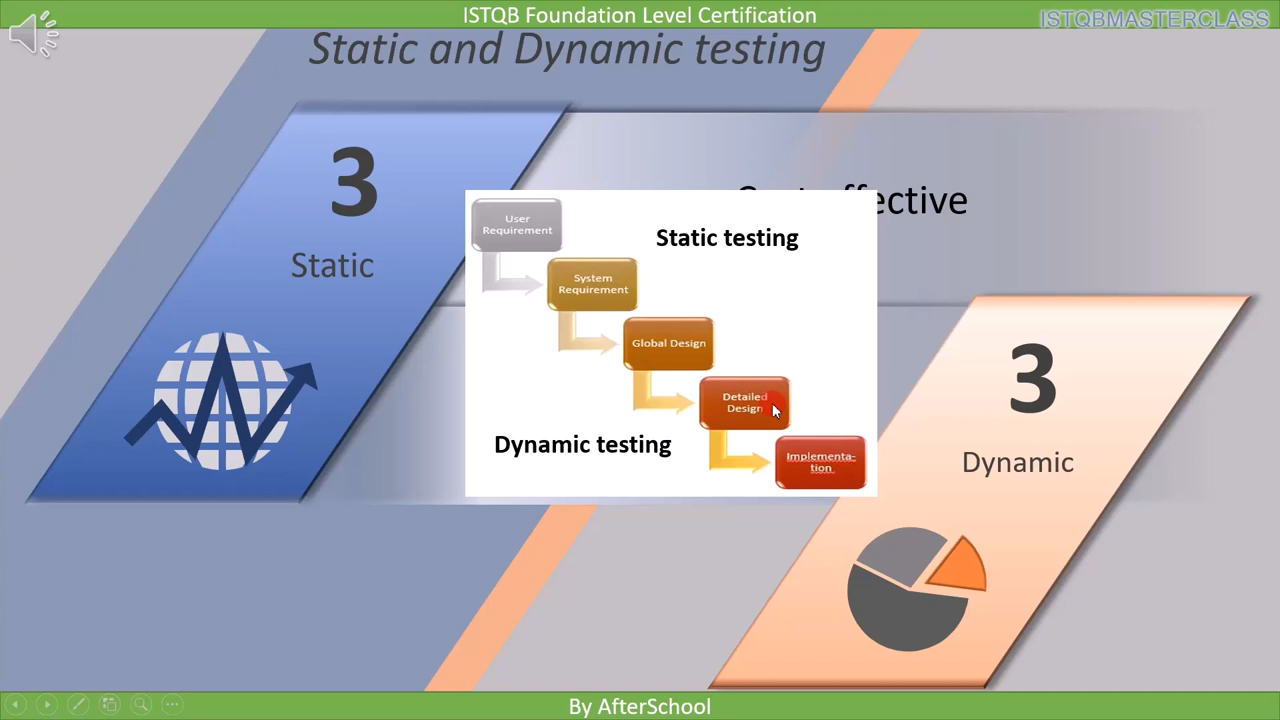 ISTQB Foundation Level Certification
ISTQBMASTERCLASS
Static and Dynamic testing
3
Static
effective
User
Requirement
Static testing
System
Requirement
Global Design
Detailed
Design
Dynamic testing
Implementa-
tion
3
Dynamic
By AfterSchool